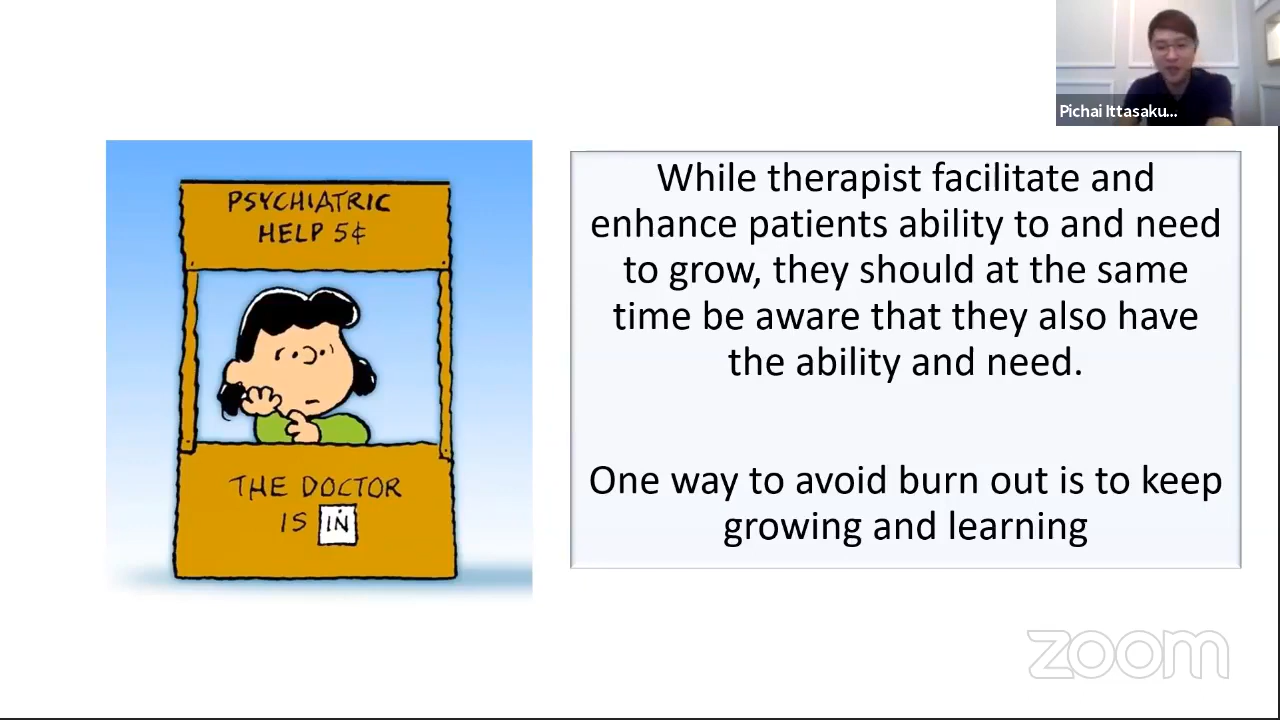 Pichai Ittasaku...
PSYCHIATRIC
HELP 5¢
THE DOCTOR
IS IN
While therapist facilitate and
enhance patients ability to and need
to grow, they should at the same
time be aware that they also have
the ability and need.
One way to avoid burn out is to keep
growing and learning
zoom